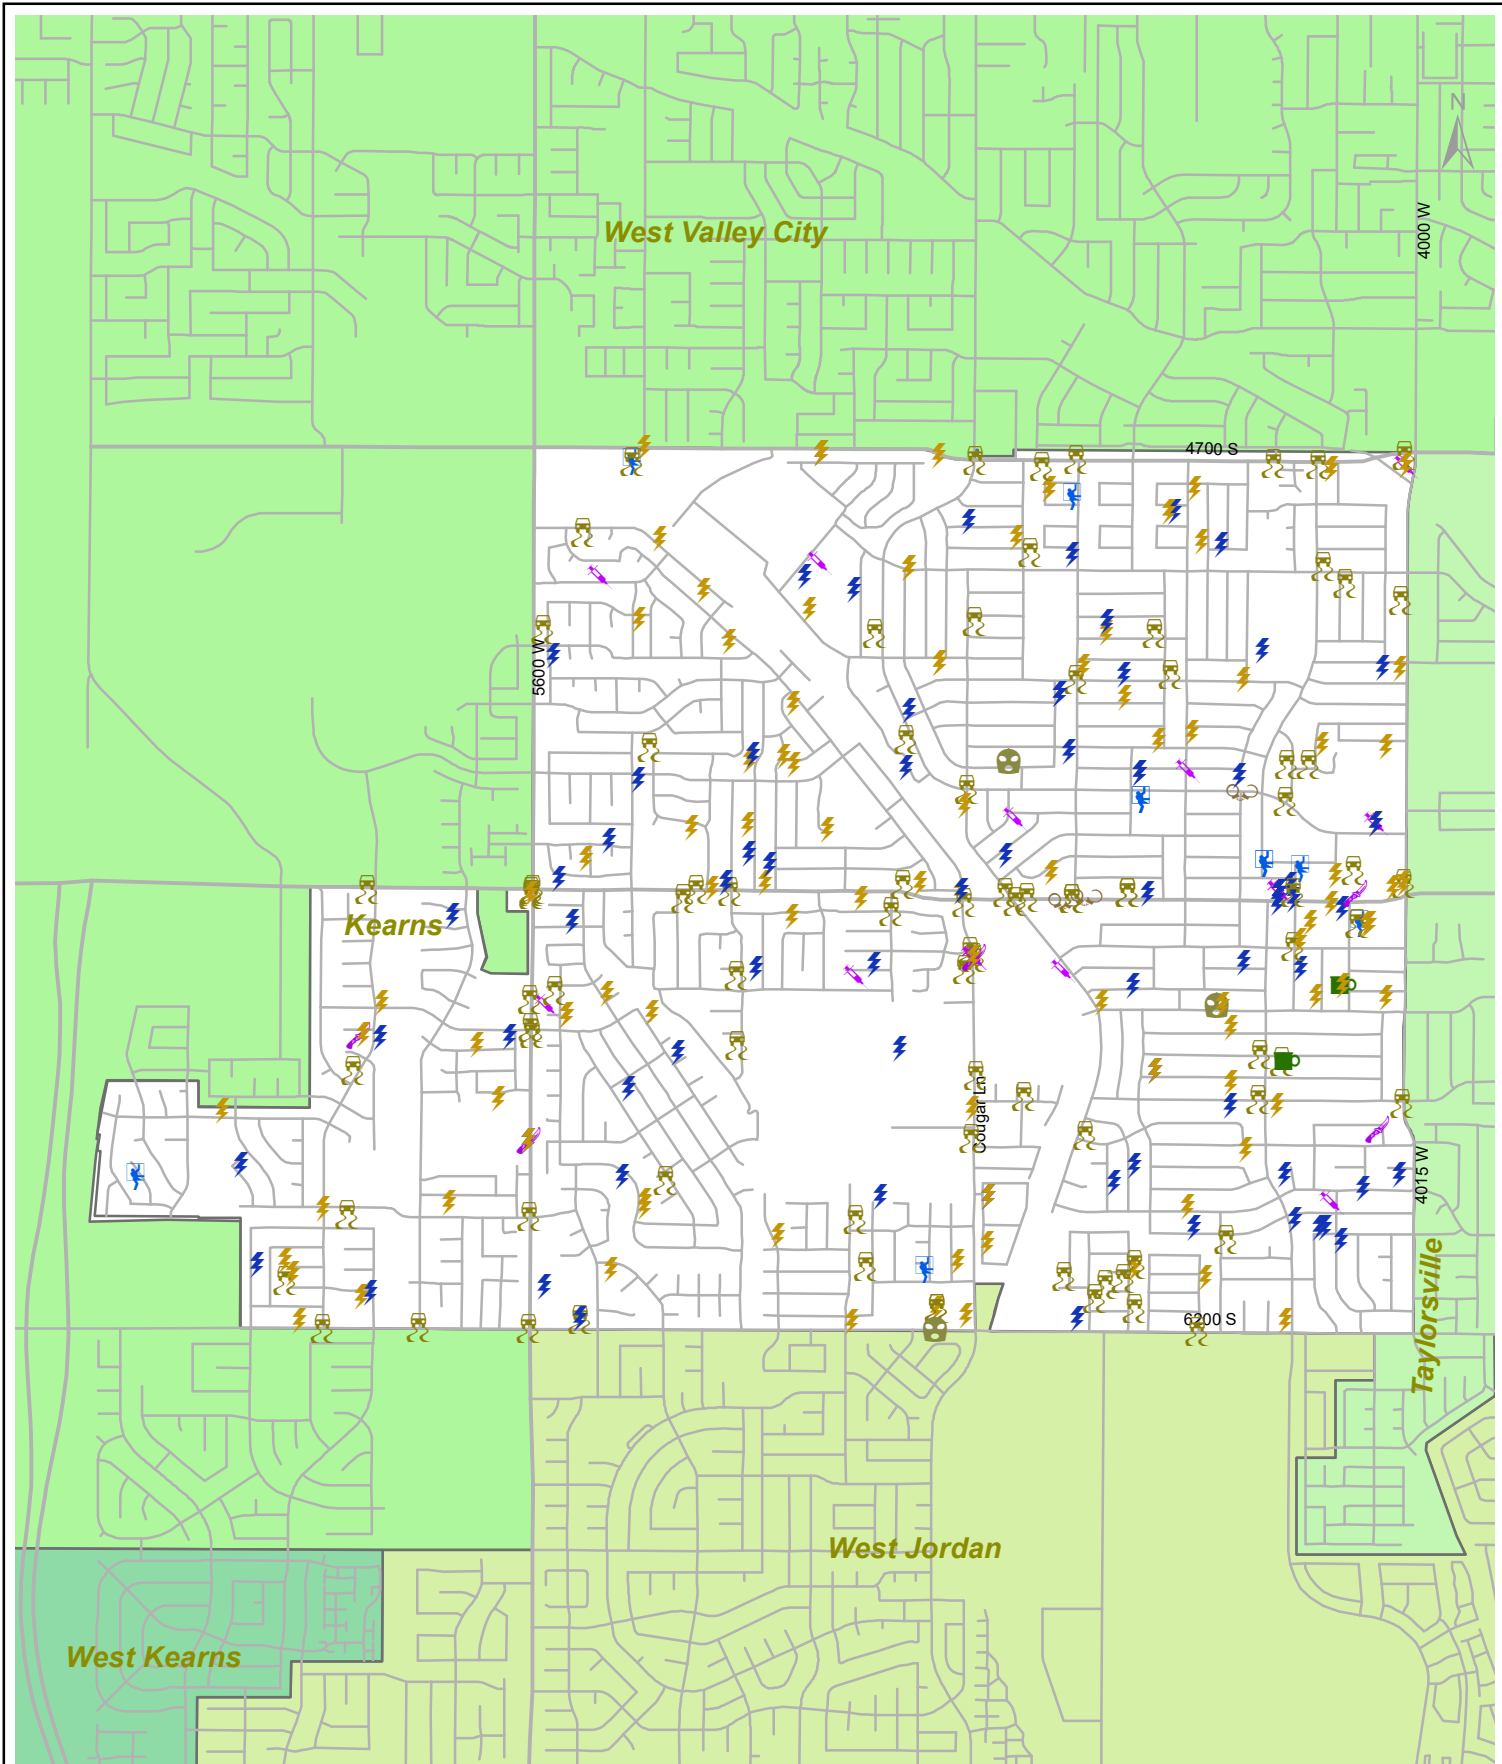 N
4000 W
West Valley City
4700 S
5600 W
Kearns
Cougar Ln
4015 W
6200 S
Taylorsville
West Jordan
West Kearns